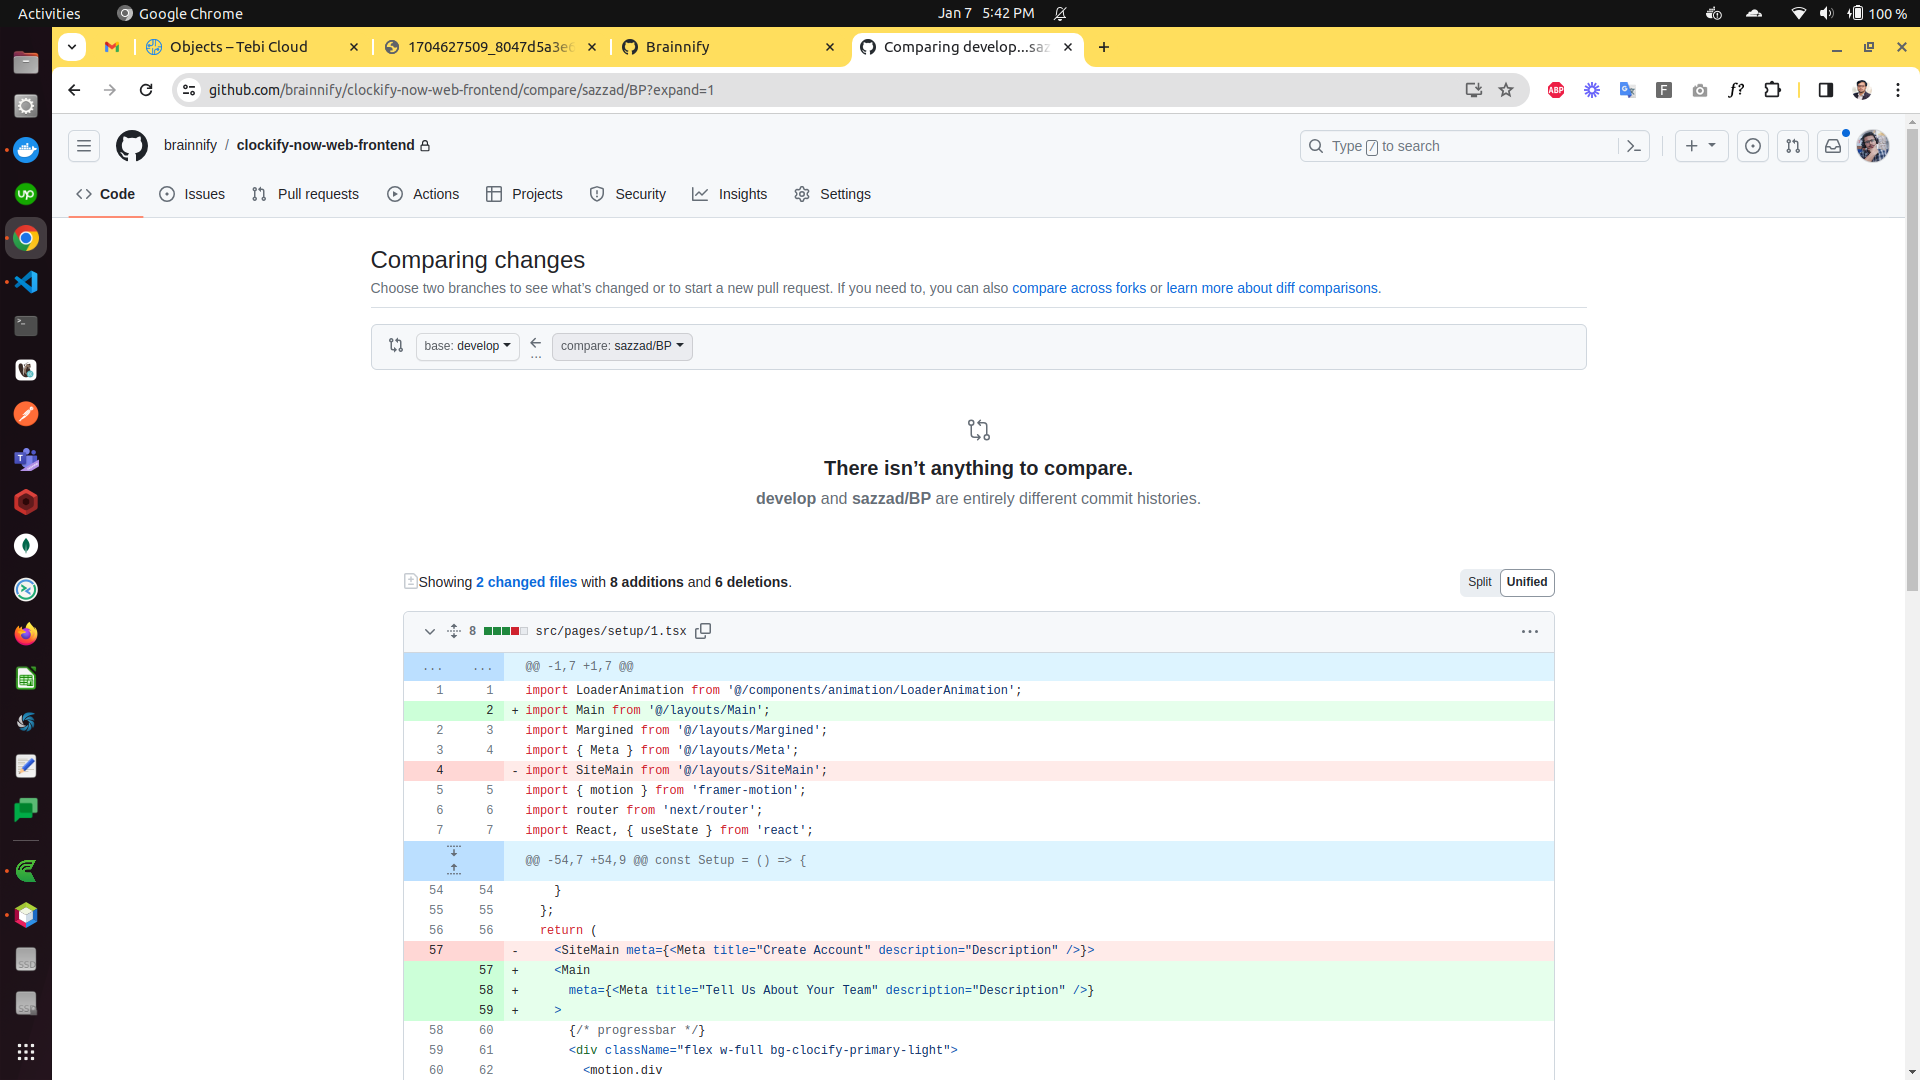 Activities
Google Chrome
Jan 7 5:42 PM
100 %
Objects – Tebi Cloud
1704627509_8047d5a3e
Brainnify
Comparing develop...saz
github.com/brainnify/clockify-now-web-frontend/compare/sazzad/BP?expand=1
brainnify / clockify-now-web-frontend
Type / to search
Code
Issues
Pull requests
Actions
Projects
Security
Insights
Settings
Comparing changes
Choose two branches to see what’s changed or to start a new pull request. If you need to, you can also compare across forks or learn more about diff comparisons.
base: develop
...
compare: sazzad/BP
There isn’t anything to compare.
develop and sazzad/BP are entirely different commit histories.
Showing 2 changed files with 8 additions and 6 deletions.
Split
Unified
8 src/pages/setup/1.tsx
... ... @@ -1,7 +1,7 @@
1 1 import LoaderAnimation from '@/components/animation/LoaderAnimation';
2 + import Main from '@/layouts/Main';
2 3 import Margined from '@/layouts/Margined';
3 4 import { Meta } from '@/layouts/Meta';
4 - import SiteMain from '@/layouts/SiteMain';
5 5 import { motion } from 'framer-motion';
6 6 import router from 'next/router';
7 7 import React, { useState } from 'react';
@@ -54,7 +54,9 @@ const Setup = () => {
54 54 }
55 55 };
56 56 return (
57 - <SiteMain meta={<Meta title="Create Account" description="Description" />}>
57 + <Main
58 + meta={<Meta title="Tell Us About Your Team" description="Description" />}
59 + >
58 60 {/* progressbar */}
59 61 <div className="flex w-full bg-clocify-primary-light">
60 62 <motion.div